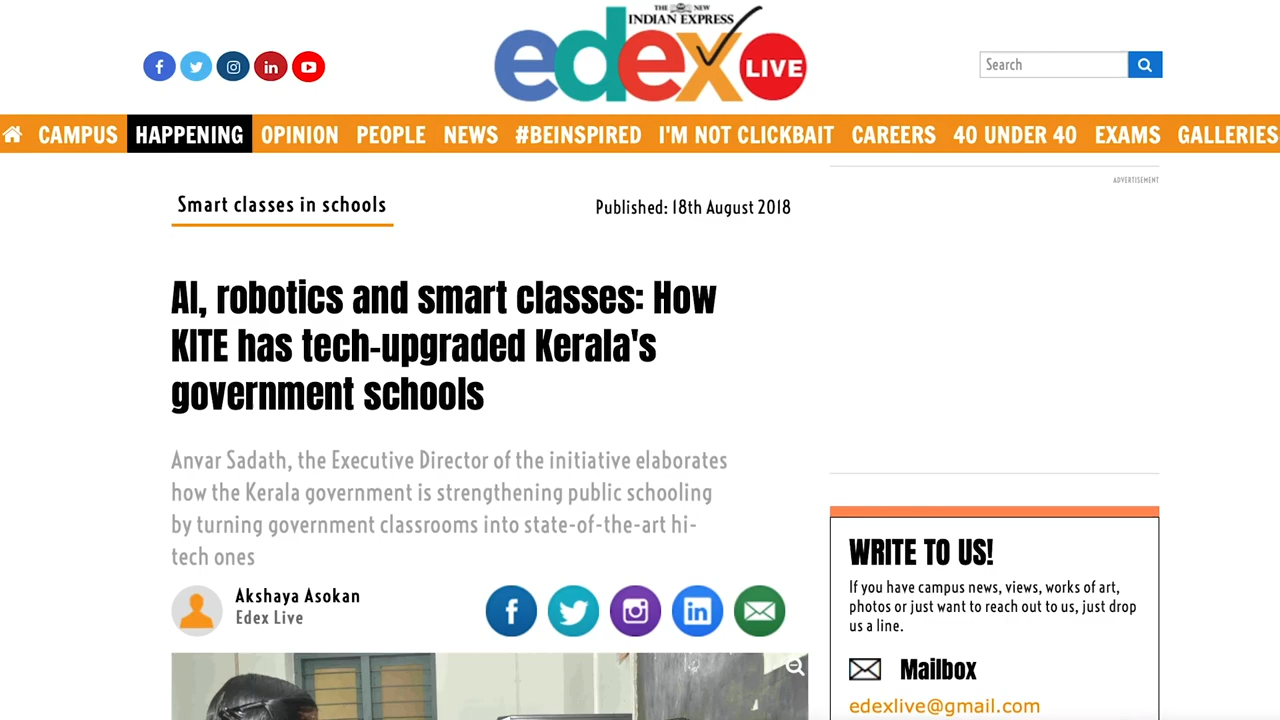 THE NEW
INDIAN EXPRESS
edex LIVE
Search
CAMPUS HAPPENING OPINION PEOPLE NEWS #BEINSPIRED I'M NOT CLICKBAIT CAREERS 40 UNDER 40 EXAMS GALLERIES
ADVERTISEMENT
Smart classes in schools
Published: 18th August 2018
AI, robotics and smart classes: How
KITE has tech-upgraded Kerala's
government schools
Anvar Sadath, the Executive Director of the initiative elaborates
how the Kerala government is strengthening public schooling
by turning government classrooms into state-of-the-art hi-
tech ones
Akshaya Asokan
Edex Live
WRITE TO US!
If you have campus news, views, works of art,
photos or just want to reach out to us, just drop
us a line.
Mailbox
edexlive@gmail.com